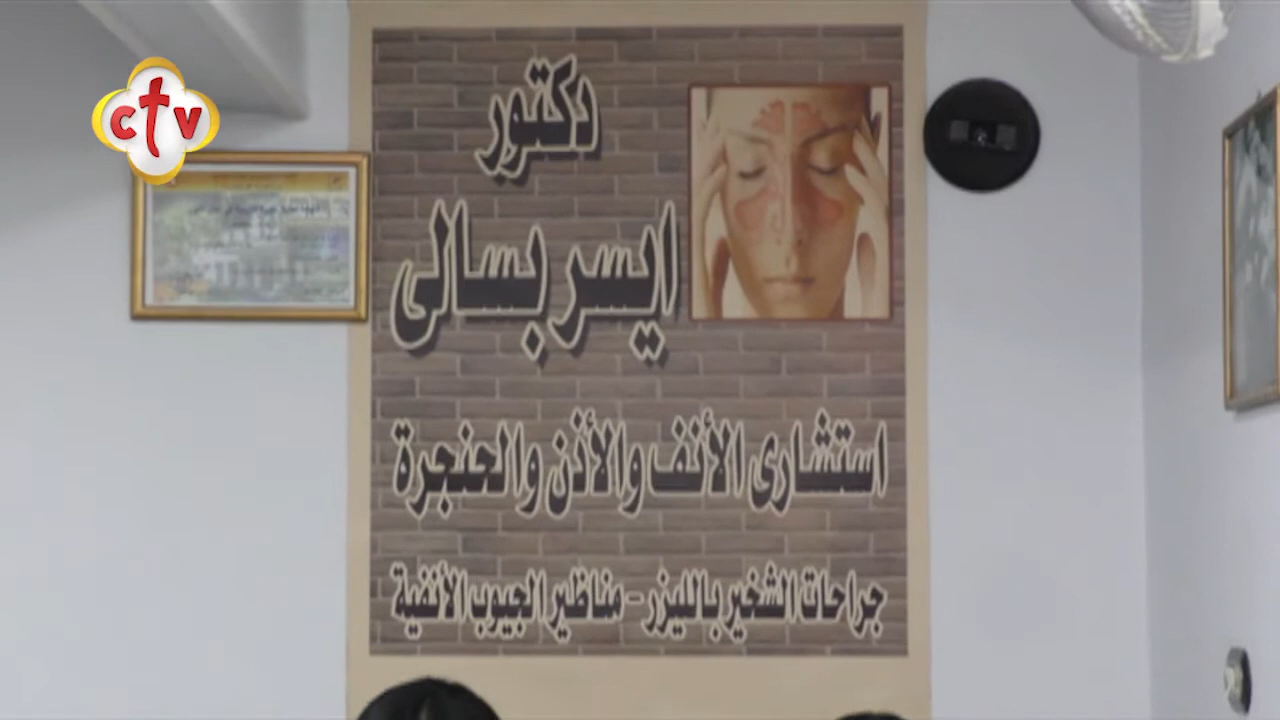 ctv
دكتور
ايسر بسالى
استشارى الأنف والأذن والحنجرة
جراحات الشخير بالليزر - مناظير الجيوب الأنفية